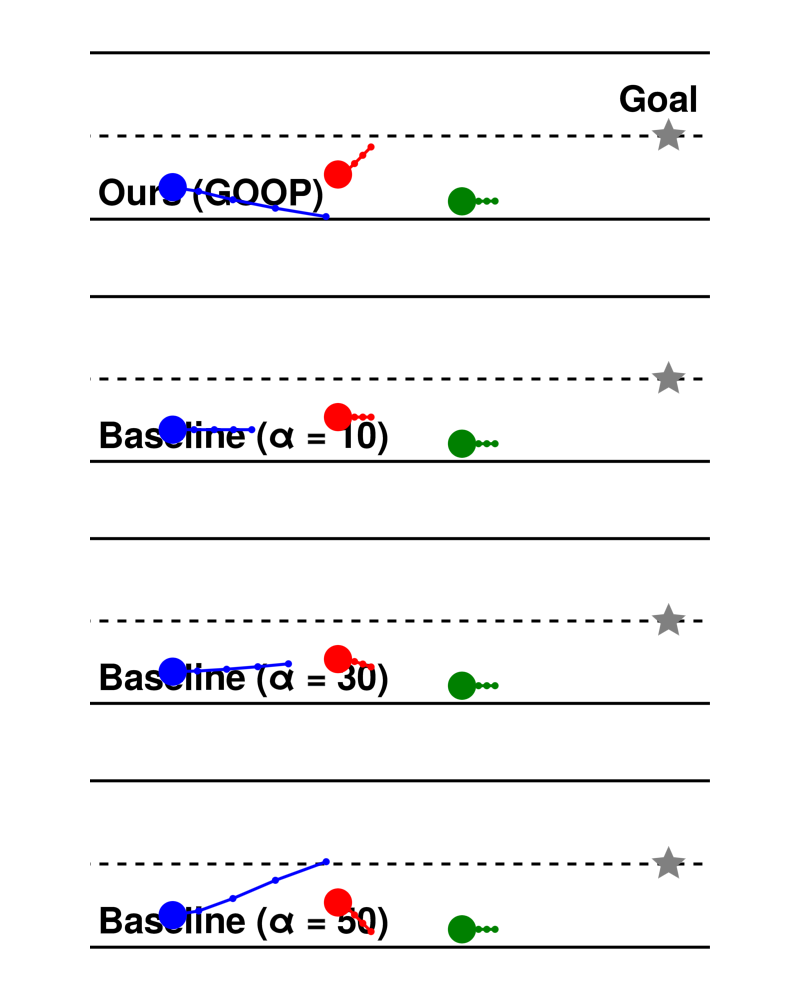 Goal
Ours (GOOP)
Baseline (α = 10)
Baseline (α = 30)
Baseline (α = 50)